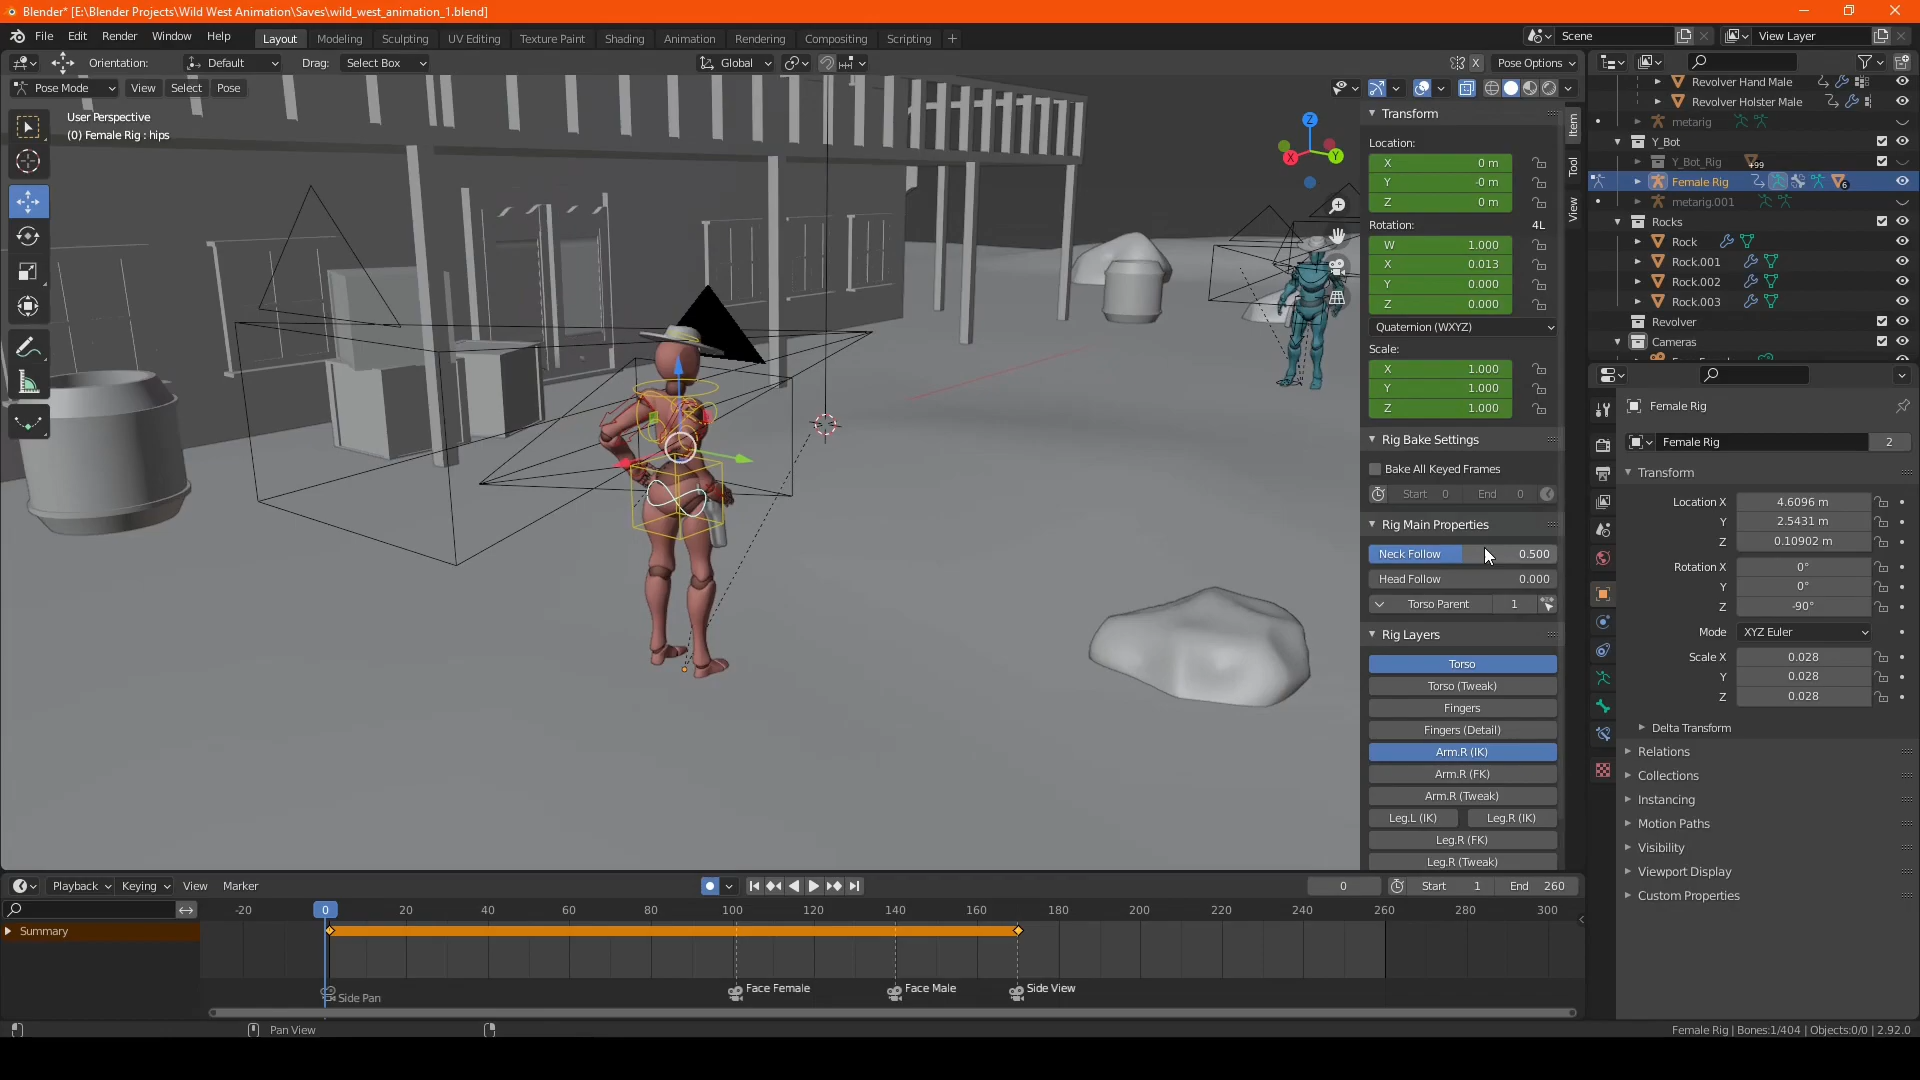 Blender* [E:\Blender Projects\Wild West Animation\Saves\wild_west_animation_1.blend]
File Edit Render Window Help Layout Modeling Sculpting UV Editing Texture Paint Shading Animation Rendering Compositing Scripting + Scene View Layer
Orientation: Default Drag: Select Box Global X Pose Options
Pose Mode View Select Pose
User Perspective
(0) Female Rig : hips
Z
X Y
Transform
Location:
X 0 m
Y -0 m
Z 0 m
Rotation: 4L
W 1.000
X 0.013
Y 0.000
Z 0.000
Quaternion (WXYZ)
Scale:
X 1.000
Y 1.000
Z 1.000
Rig Bake Settings
Bake All Keyed Frames
Start 0 End 0
Rig Main Properties
Neck Follow 0.500
Head Follow 0.000
Torso Parent 1
Rig Layers
Torso
Torso (Tweak)
Fingers
Fingers (Detail)
Arm.R (IK)
Arm.R (FK)
Arm.R (Tweak)
Leg.L (IK) Leg.R (IK)
Leg.R (FK)
Leg.R (Tweak)
Item
Tool
View
Revolver Hand Male
Revolver Holster Male
metarig
Y_Bot
Y_Bot_Rig +99
Female Rig 6
metarig.001
Rocks
Rock
Rock.001
Rock.002
Rock.003
Revolver
Cameras
Female Rig
Female Rig 2
Transform
Location X 4.6096 m
Y 2.5431 m
Z 0.10902 m
Rotation X 0°
Y 0°
Z -90°
Mode XYZ Euler
Scale X 0.028
Y 0.028
Z 0.028
Delta Transform
Relations
Collections
Instancing
Motion Paths
Visibility
Viewport Display
Custom Properties
Playback Keying View Marker 0 Start 1 End 260
-20 0 20 40 60 80 100 120 140 160 180 200 220 240 260 280 300
Summary
Side Pan Face Female Face Male Side View
Pan View
Female Rig | Bones:1/404 | Objects:0/0 | 2.92.0